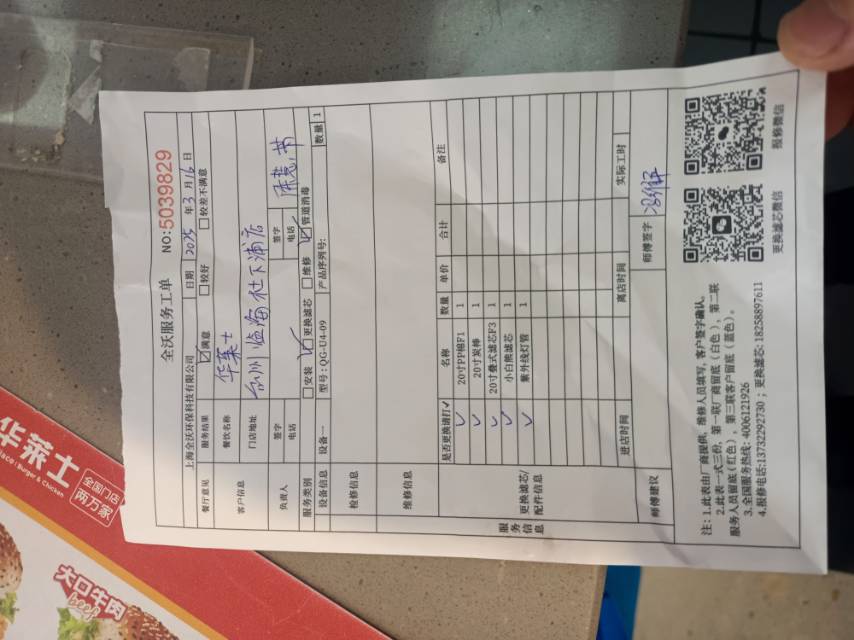 全沃服务工单
NO:5039829
上海全沃环保科技有限公司 日期 2025 年 3 月 16 日
餐厅意见 服务结果 ☑满意 □较好 □较差不满意
客户信息 餐饮名称 华莱士
门店地址 台州临海杜下浦店
负责人 签字 签字
电话 电话
服务类别 □安装 ☑更换滤芯 □维修 ☑管道消毒
设备信息 设备一 型号:QG-U4-09 产品序列号: 数量 1
服务信息
检修信息
维修信息
更换滤芯/配件信息
是否更换请打✓ 名称 数量 单价 合计 备注
✓ 20寸PP棉F1 1
✓ 20寸炭棒 1
✓ 20寸叠式滤芯F3 1
✓ 小白熊滤芯 1
✓ 紫外线灯管 1
进店时间 离店时间 实际工时
师傅建议 师傅签字
注: 1.此表由厂商提供、维修人员填写, 客户签字确认,
2.此表一式三份, 第一联厂商留底(白色), 第二联
服务人员留底(红色), 第三联客户留底(蓝色)。
3.全国服务热线: 4006121926
4.报修电话:13732292730 ; 更换滤芯: 18258897611
更换滤芯微信 报修微信
华莱士
Burger & Chicken
全国门店
两万家
大口牛肉
beef